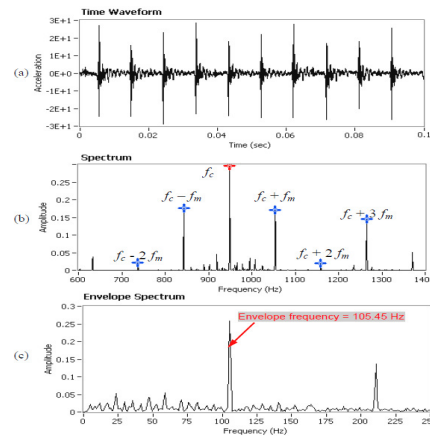 Time Waveform
3E+1
2E+1
1E+1
0E+0
-1E+1
-2E+1
-3E+1
Acceleration
(a)
0 0.02 0.04 0.06 0.08 0.1
Time (sec)
Spectrum
0.25
0.2
0.15
0.1
0.05
0
Amplitude
(b)
fc
fc – fm
fc + fm
fc + 3 fm
fc - 2 fm
fc + 2 fm
600 700 800 900 1000 1100 1200 1300 140
Frequency (Hz)
Envelope Spectrum
0.3
0.25
0.2
0.15
0.1
0.05
0
Amplitude
(c)
Envelope frequency = 105.45 Hz
0 25 50 75 100 125 150 175 200 225 25
Frequency (Hz)